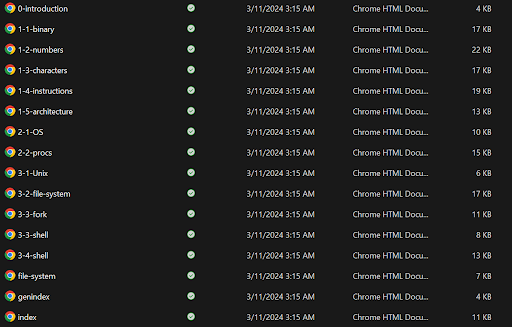 0-introduction 3/11/2024 3:15 AM Chrome HTML Docu... 4 KB
1-1-binary 3/11/2024 3:15 AM Chrome HTML Docu... 17 KB
1-2-numbers 3/11/2024 3:15 AM Chrome HTML Docu... 22 KB
1-3-characters 3/11/2024 3:15 AM Chrome HTML Docu... 17 KB
1-4-instructions 3/11/2024 3:15 AM Chrome HTML Docu... 19 KB
1-5-architecture 3/11/2024 3:15 AM Chrome HTML Docu... 13 KB
2-1-OS 3/11/2024 3:15 AM Chrome HTML Docu... 10 KB
2-2-procs 3/11/2024 3:15 AM Chrome HTML Docu... 15 KB
3-1-Unix 3/11/2024 3:15 AM Chrome HTML Docu... 6 KB
3-2-file-system 3/11/2024 3:15 AM Chrome HTML Docu... 17 KB
3-3-fork 3/11/2024 3:15 AM Chrome HTML Docu... 11 KB
3-3-shell 3/11/2024 3:15 AM Chrome HTML Docu... 8 KB
3-4-shell 3/11/2024 3:15 AM Chrome HTML Docu... 13 KB
file-system 3/11/2024 3:15 AM Chrome HTML Docu... 7 KB
genindex 3/11/2024 3:15 AM Chrome HTML Docu... 4 KB
index 3/11/2024 3:15 AM Chrome HTML Docu... 11 KB